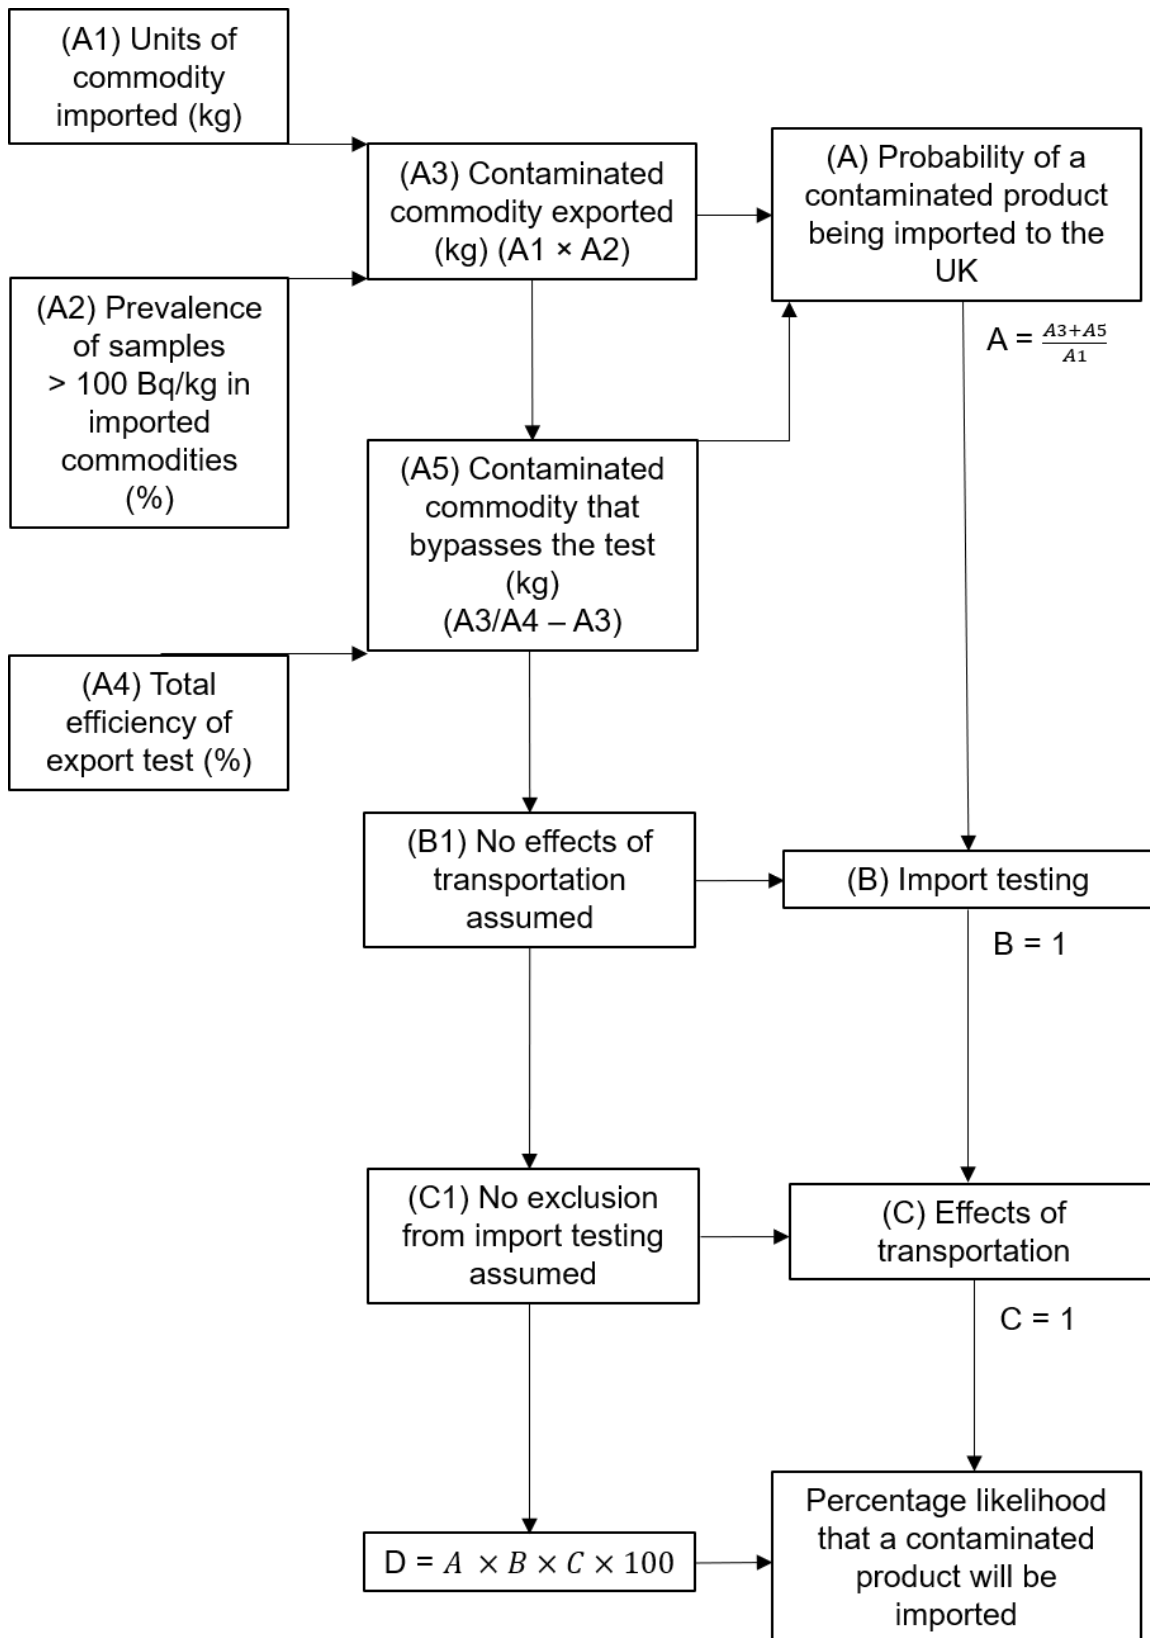 (A1) Units of
commodity
imported (kg)
(A3) Contaminated
commodity exported
(kg) (A1 × A2)
(A) Probability of a
contaminated product
being imported to the
UK
(A2) Prevalence
of samples
> 100 Bq/kg in
imported
commodities
(%)
A = A3+A5
A1
(A5) Contaminated
commodity that
bypasses the test
(kg)
(A3/A4 – A3)
(A4) Total
efficiency of
export test (%)
(B1) No effects of
transportation
assumed
(B) Import testing
B = 1
(C1) No exclusion
from import testing
assumed
(C) Effects of
transportation
C = 1
D = A × B × C × 100
Percentage likelihood
that a contaminated
product will be
imported